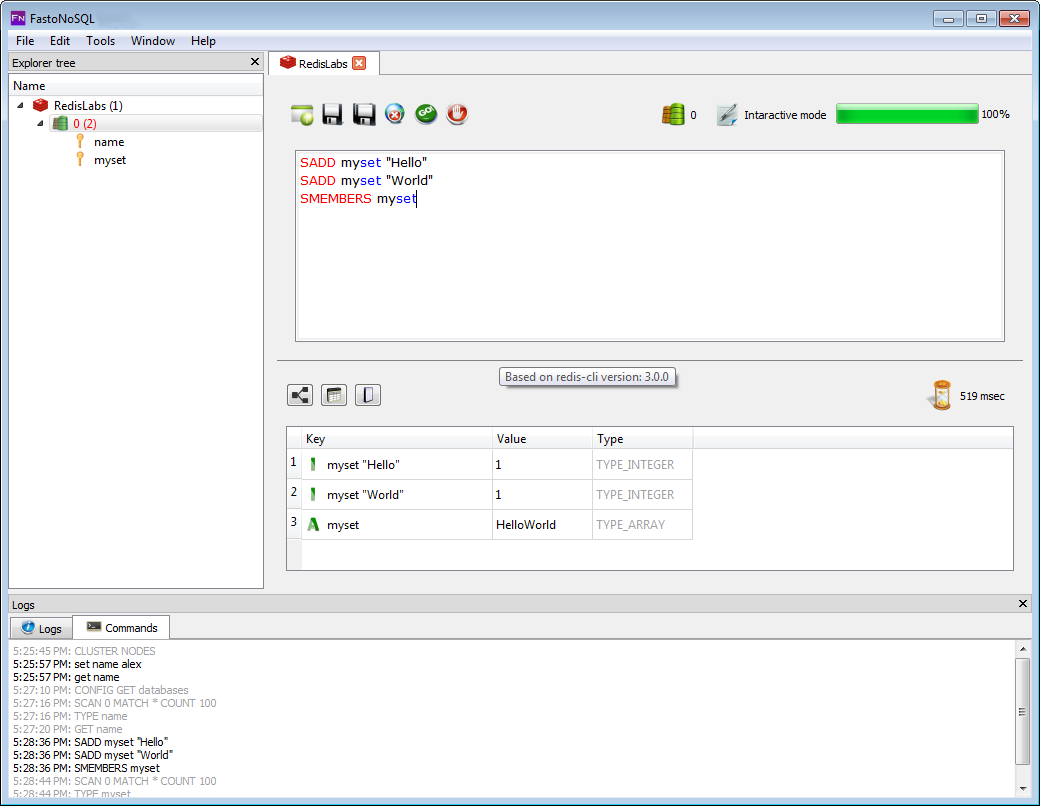 FN FastoNoSQL
File Edit Tools Window Help
Explorer tree
RedisLabs
Name
RedisLabs (1)
0 (2)
name
myset
GO
0
Intaractive mode
100%
SADD myset "Hello"
SADD myset "World"
SMEMBERS myset
Based on redis-cli version: 3.0.0
519 msec
Key Value Type
1 myset "Hello" 1 TYPE_INTEGER
2 myset "World" 1 TYPE_INTEGER
3 myset HelloWorld TYPE_ARRAY
Logs
Logs Commands
5:25:45 PM: CLUSTER NODES
5:25:57 PM: set name alex
5:25:57 PM: get name
5:27:10 PM: CONFIG GET databases
5:27:16 PM: SCAN 0 MATCH * COUNT 100
5:27:16 PM: TYPE name
5:27:20 PM: GET name
5:28:36 PM: SADD myset "Hello"
5:28:36 PM: SADD myset "World"
5:28:36 PM: SMEMBERS myset
5:28:44 PM: SCAN 0 MATCH * COUNT 100
5:28:44 PM: TYPE myset